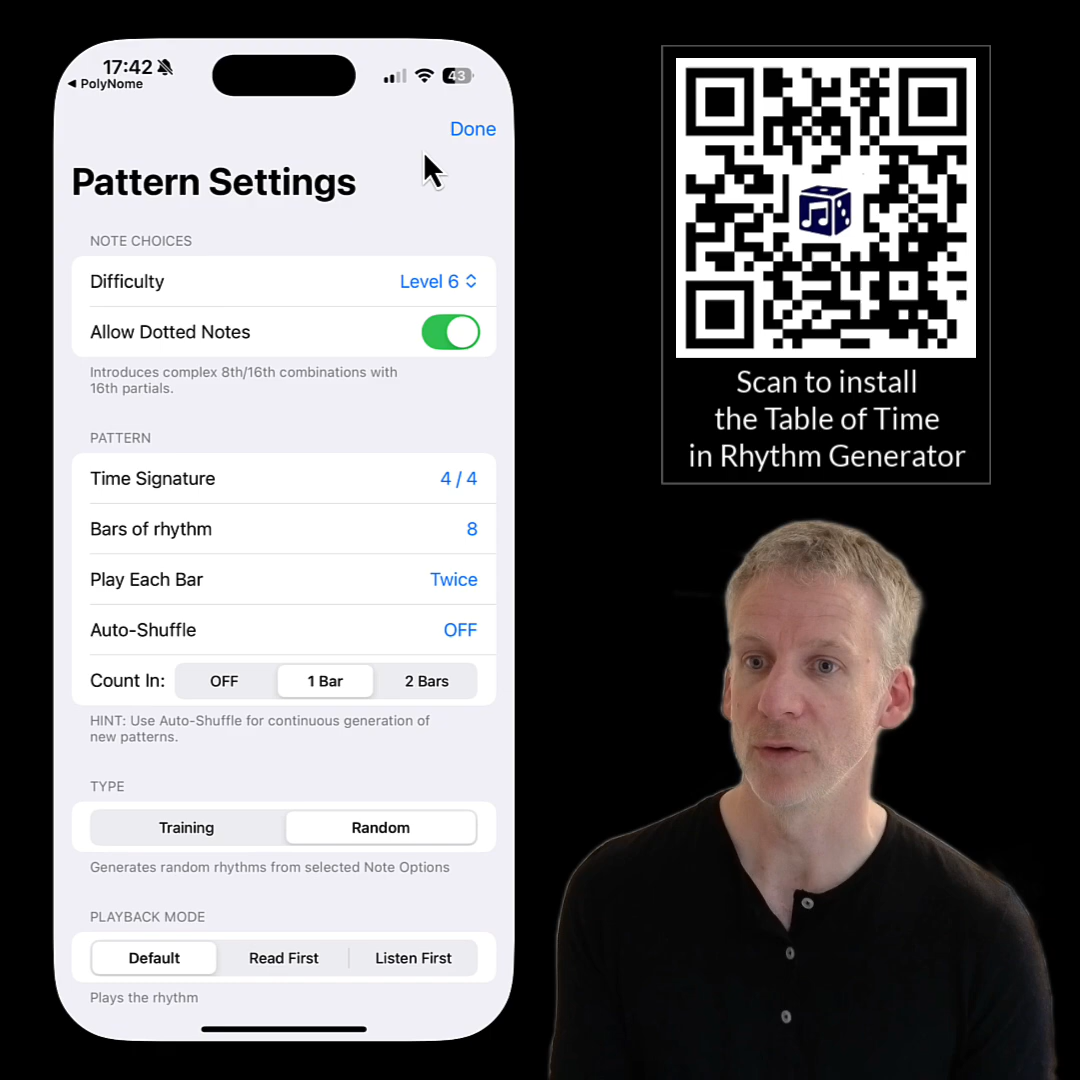 17:42
43
◀ PolyNome
Done
Pattern Settings
NOTE CHOICES
Difficulty
Level 6
Allow Dotted Notes
Introduces complex 8th/16th combinations with
16th partials.
PATTERN
Time Signature
4 / 4
Bars of rhythm
8
Play Each Bar
Twice
Auto-Shuffle
OFF
Count In:
OFF
1 Bar
2 Bars
HINT: Use Auto-Shuffle for continuous generation of
new patterns.
TYPE
Training
Random
Generates random rhythms from selected Note Options
PLAYBACK MODE
Default
Read First
Listen First
Plays the rhythm
Scan to install
the Table of Time
in Rhythm Generator